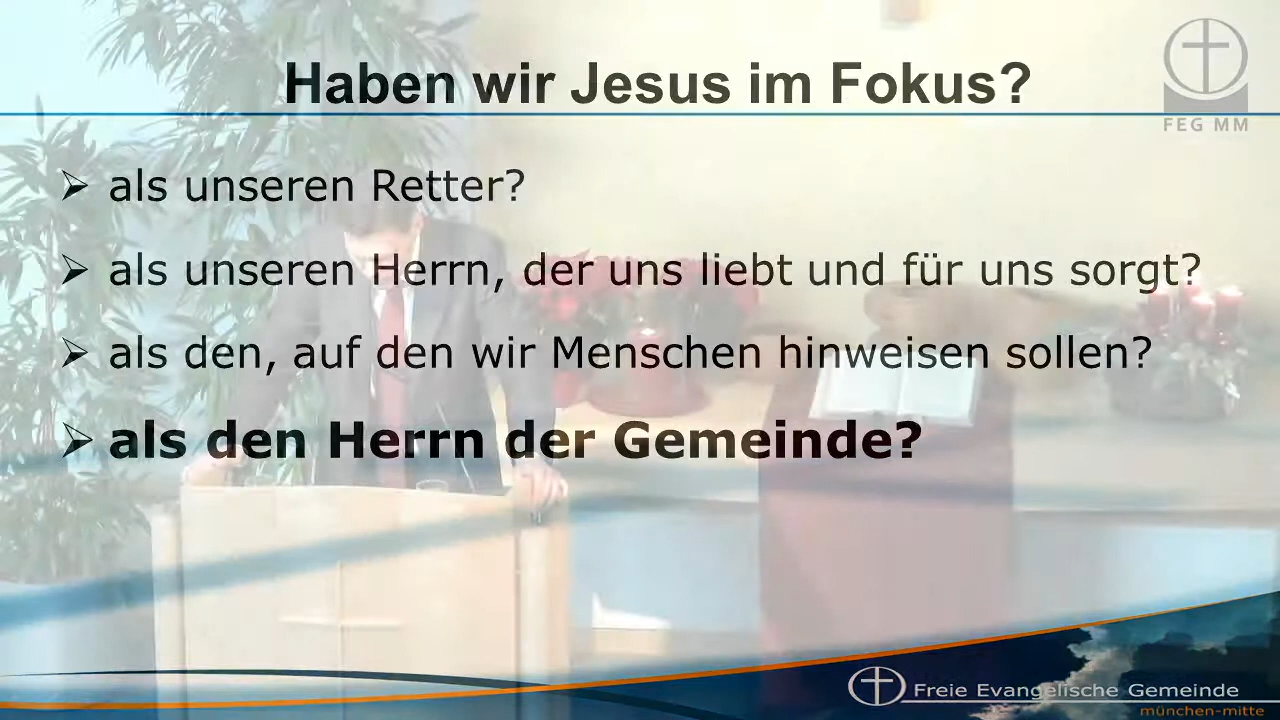 Haben wir Jesus im Fokus?
FEG MM
➢ als unseren Retter?
➢ als unseren Herrn, der uns liebt und für uns sorgt?
➢ als den, auf den wir Menschen hinweisen sollen?
➢ als den Herrn der Gemeinde?
Freie Evangelische Gemeinde
münchen-mitte